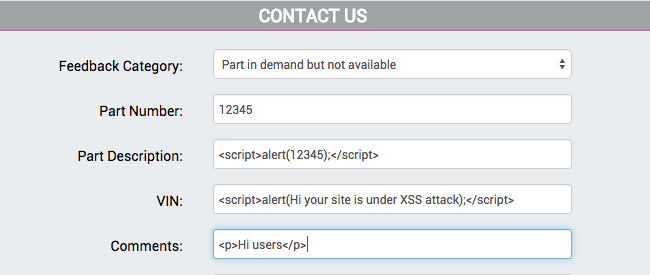 CONTACT US
Feedback Category: Part in demand but not available
Part Number: 12345
Part Description: <script>alert(12345);</script>
VIN: <script>alert(Hi your site is under XSS attack);</script>
Comments: <p>Hi users</p>